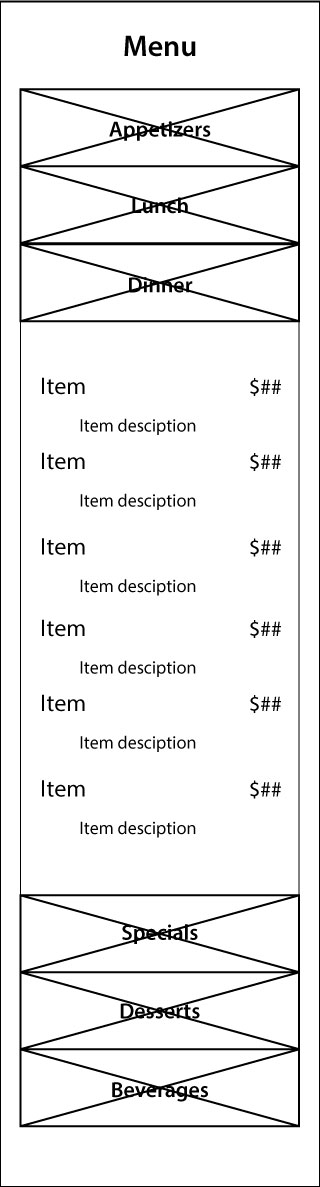 Menu
Appetizers
Lunch
Dinner
Item $##
Item desciption
Item $##
Item desciption
Item $##
Item desciption
Item $##
Item desciption
Item $##
Item desciption
Item $##
Item desciption
Specials
Desserts
Beverages